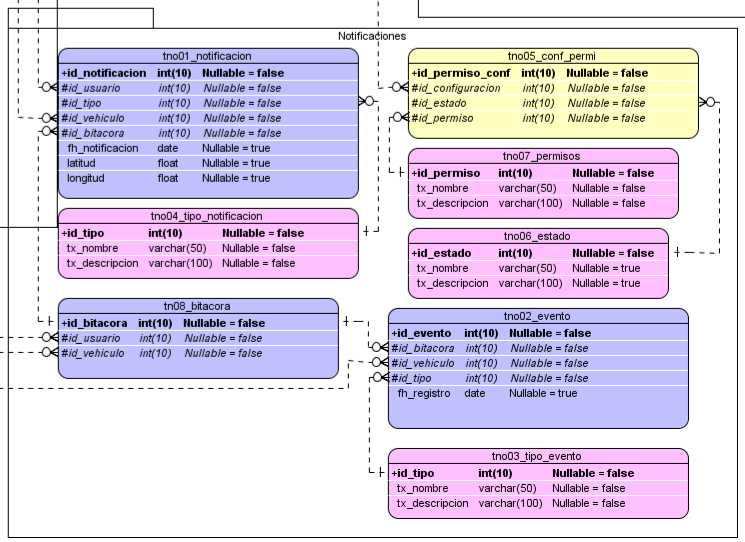 Notificaciones
tno01_notificacion
+id_notificacion int(10) Nullable = false
#id_usuario int(10) Nullable = false
#id_tipo int(10) Nullable = false
#id_vehiculo int(10) Nullable = false
#id_bitacora int(10) Nullable = false
fh_notificacion date Nullable = true
latitud float Nullable = true
longitud float Nullable = true
tno05_conf_permi
+id_permiso_conf int(10) Nullable = false
#id_configuracion int(10) Nullable = false
#id_estado int(10) Nullable = false
#id_permiso int(10) Nullable = false
tno07_permisos
+id_permiso int(10) Nullable = false
tx_nombre varchar(50) Nullable = false
tx_descripcion varchar(100) Nullable = false
tno04_tipo_notificacion
+id_tipo int(10) Nullable = false
tx_nombre varchar(50) Nullable = false
tx_descripcion varchar(100) Nullable = false
tno06_estado
+id_estado int(10) Nullable = false
tx_nombre varchar(50) Nullable = true
tx_descripcion varchar(100) Nullable = true
tn08_bitacora
+id_bitacora int(10) Nullable = false
#id_usuario int(10) Nullable = false
#id_vehiculo int(10) Nullable = false
tno02_evento
+id_evento int(10) Nullable = false
#id_bitacora int(10) Nullable = false
#id_vehiculo int(10) Nullable = false
#id_tipo int(10) Nullable = false
fh_registro date Nullable = true
tno03_tipo_evento
+id_tipo int(10) Nullable = false
tx_nombre varchar(50) Nullable = false
tx_descripcion varchar(100) Nullable = false